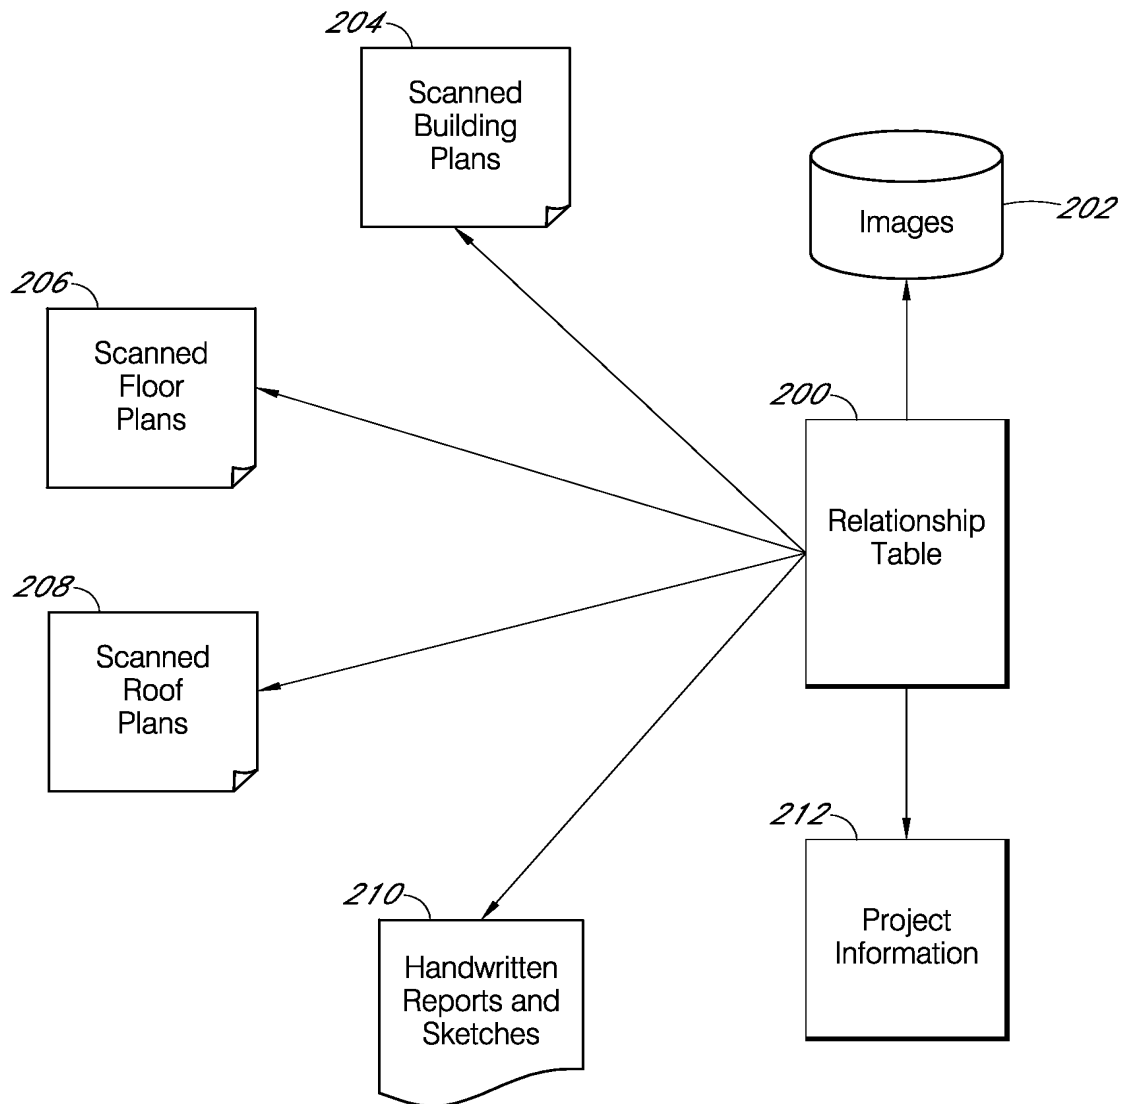 204
Scanned
Building
Plans
Images
202
206
Scanned
Floor
Plans
200
Relationship
Table
208
Scanned
Roof
Plans
212
Project
Information
210
Handwritten
Reports and
Sketches